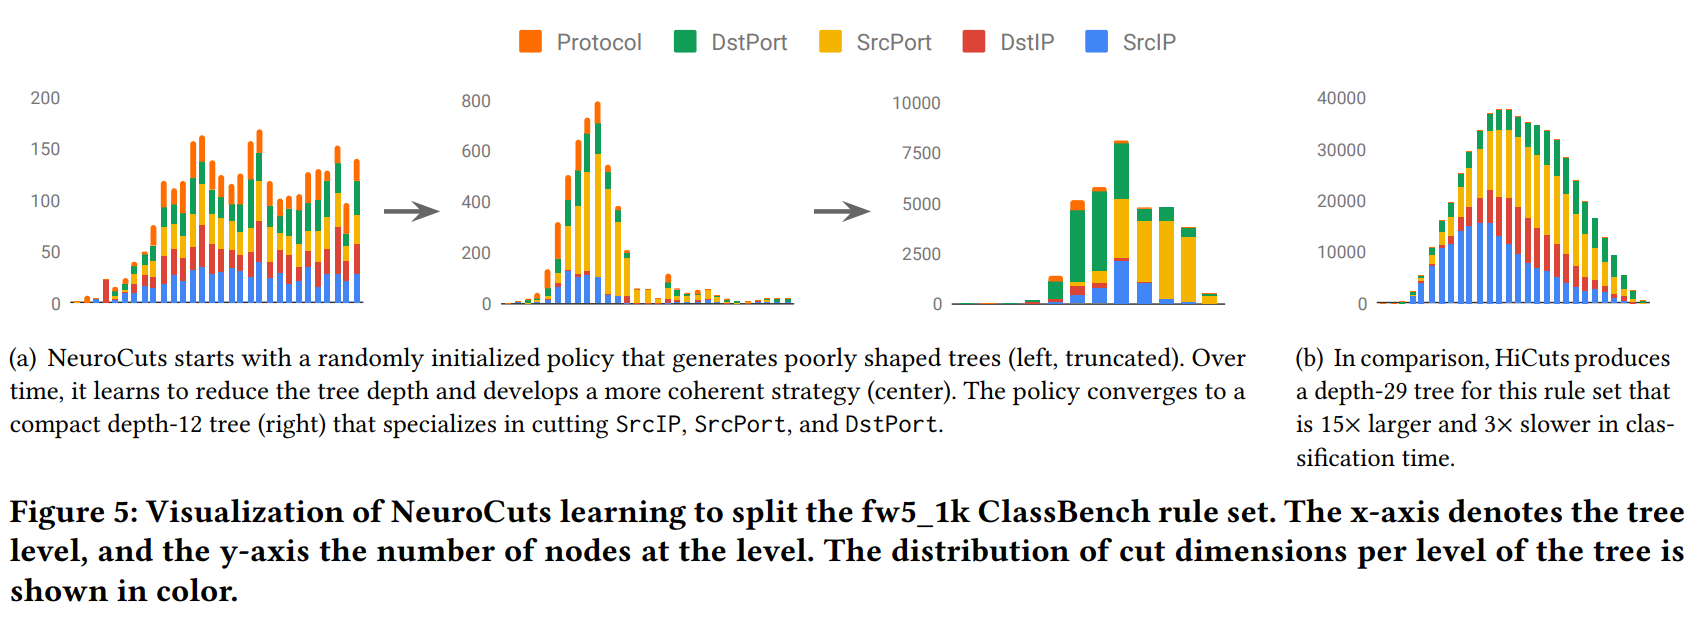 Protocol DstPort SrcPort DstIP SrcIP
200
150
100
50
0
800
600
400
200
0
10000
7500
5000
2500
0
40000
30000
20000
10000
0
(a) NeuroCuts starts with a randomly initialized policy that generates poorly shaped trees (left, truncated). Over
time, it learns to reduce the tree depth and develops a more coherent strategy (center). The policy converges to a
compact depth-12 tree (right) that specializes in cutting SrcIP, SrcPort, and DstPort.
(b) In comparison, HiCuts produces
a depth-29 tree for this rule set that
is 15× larger and 3× slower in clas-
sification time.
Figure 5: Visualization of NeuroCuts learning to split the fw5_1k ClassBench rule set. The x-axis denotes the tree
level, and the y-axis the number of nodes at the level. The distribution of cut dimensions per level of the tree is
shown in color.